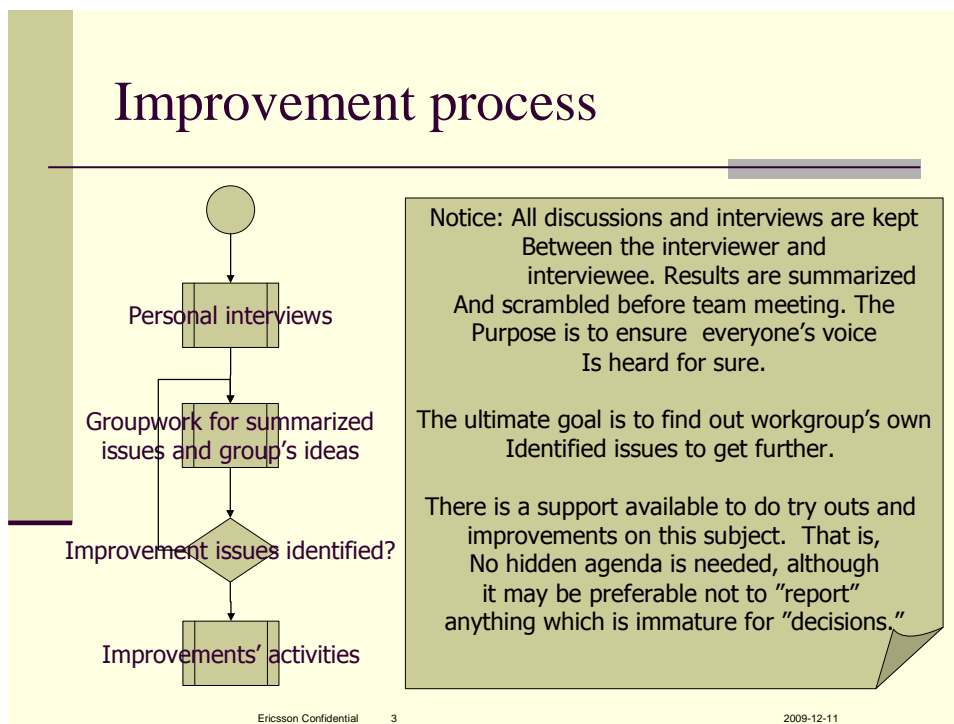 Improvement process
Personal interviews
Groupwork for summarized
issues and group's ideas
Improvement issues identified?
Improvements' activities
Notice: All discussions and interviews are kept
Between the interviewer and
interviewee. Results are summarized
And scrambled before team meeting. The
Purpose is to ensure  everyone's voice
Is heard for sure.
The ultimate goal is to find out workgroup's own
Identified issues to get further.
There is a support available to do try outs and
improvements on this subject.  That is,
No hidden agenda is needed, although
it may be preferable not to ”report”
anything which is immature for ”decisions.”
Ericsson Confidential 3 2009-12-11